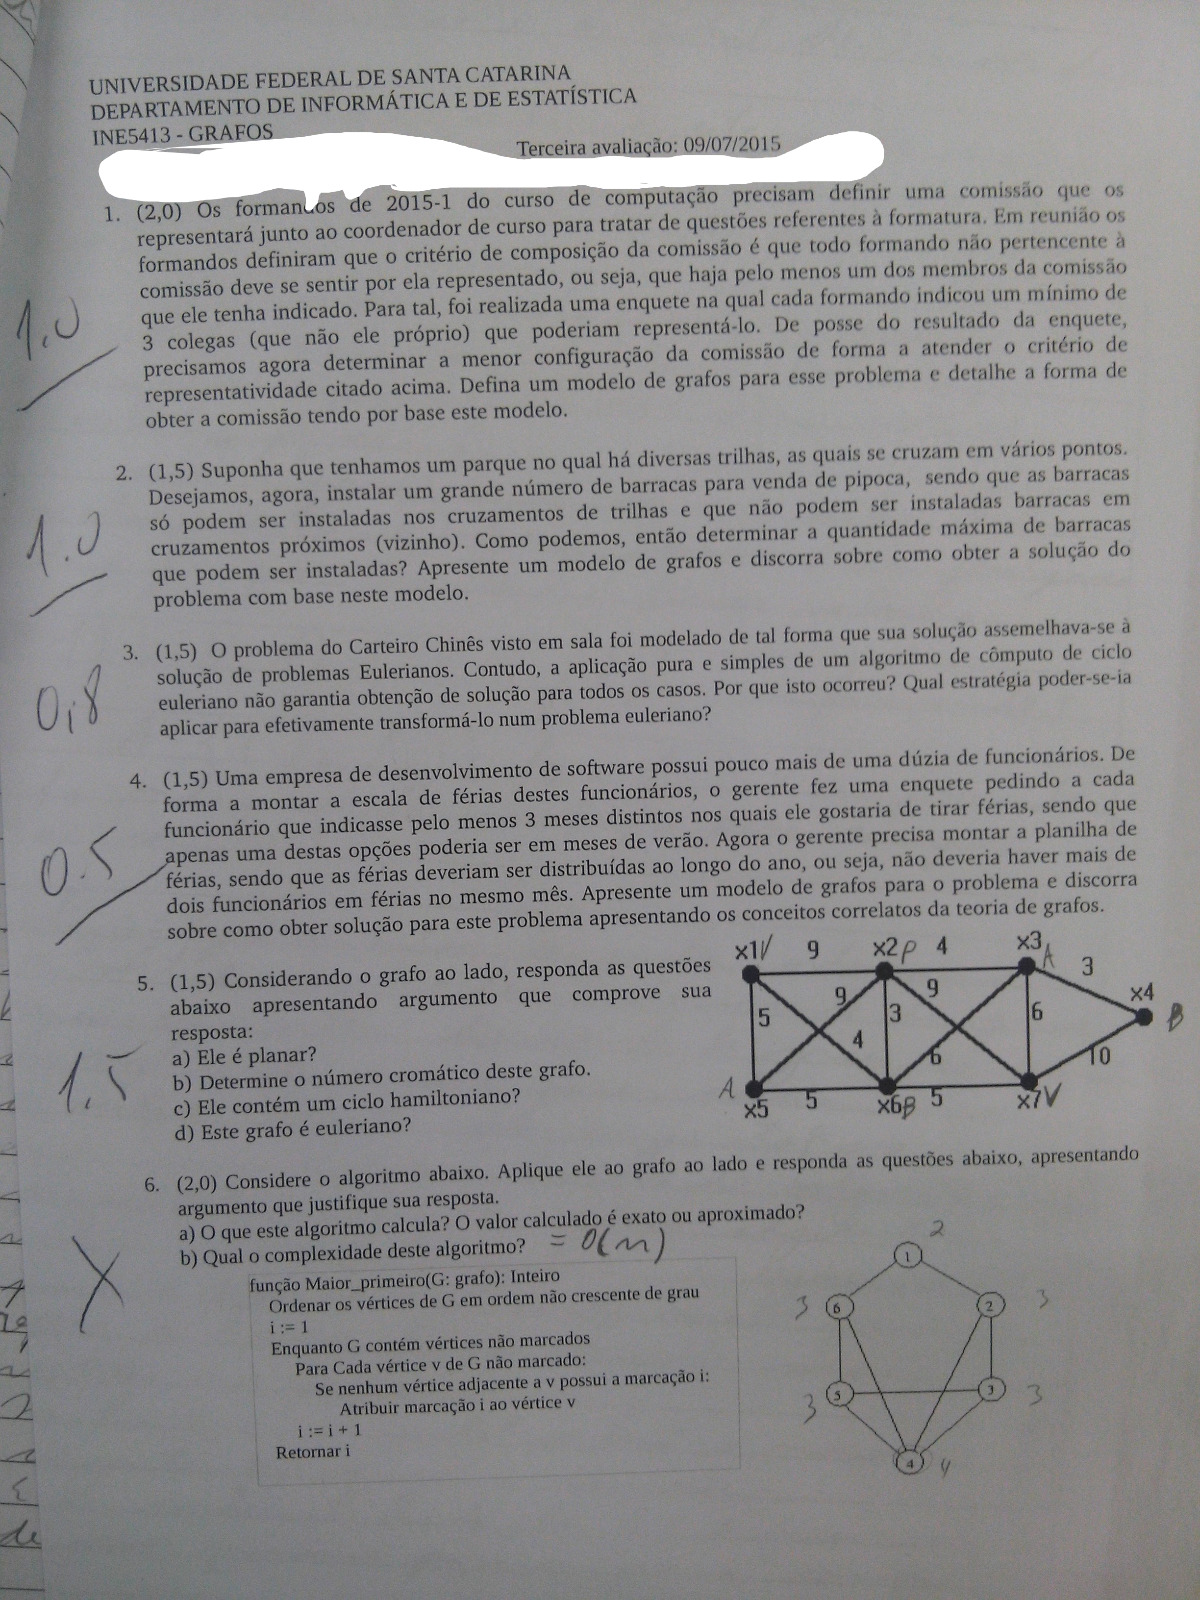 UNIVERSIDADE FEDERAL DE SANTA CATARINA
DEPARTAMENTO DE INFORMÁTICA E DE ESTATÍSTICA
INE5413 - GRAFOS
Terceira avaliação: 09/07/2015
1. (2,0) Os formandos de 2015-1 do curso de computação precisam definir uma comissão que os
representará junto ao coordenador de curso para tratar de questões referentes à formatura. Em reunião os
formandos definiram que o critério de composição da comissão é que todo formando não pertencente à
comissão deve se sentir por ela representado, ou seja, que haja pelo menos um dos membros da comissão
que ele tenha indicado. Para tal, foi realizada uma enquete na qual cada formando indicou um mínimo de
1.0
3 colegas (que não ele próprio) que poderiam representá-lo. De posse do resultado da enquete,
precisamos agora determinar a menor configuração da comissão de forma a atender o critério de
representatividade citado acima. Defina um modelo de grafos para esse problema e detalhe a forma de
obter a comissão tendo por base este modelo.
2. (1,5) Suponha que tenhamos um parque no qual há diversas trilhas, as quais se cruzam em vários pontos.
Desejamos, agora, instalar um grande número de barracas para venda de pipoca, sendo que as barracas
só podem ser instaladas nos cruzamentos de trilhas e que não podem ser instaladas barracas em
1.0
cruzamentos próximos (vizinho). Como podemos, então determinar a quantidade máxima de barracas
que podem ser instaladas? Apresente um modelo de grafos e discorra sobre como obter a solução do
problema com base neste modelo.
3. (1,5) O problema do Carteiro Chinês visto em sala foi modelado de tal forma que sua solução assemelhava-se à
solução de problemas Eulerianos. Contudo, a aplicação pura e simples de um algoritmo de cômputo de ciclo
0,8
euleriano não garantia obtenção de solução para todos os casos. Por que isto ocorreu? Qual estratégia poder-se-ia
aplicar para efetivamente transformá-lo num problema euleriano?
4. (1,5) Uma empresa de desenvolvimento de software possui pouco mais de uma dúzia de funcionários. De
forma a montar a escala de férias destes funcionários, o gerente fez uma enquete pedindo a cada
funcionário que indicasse pelo menos 3 meses distintos nos quais ele gostaria de tirar férias, sendo que
0.5
apenas uma destas opções poderia ser em meses de verão. Agora o gerente precisa montar a planilha de
férias, sendo que as férias deveriam ser distribuídas ao longo do ano, ou seja, não deveria haver mais de
dois funcionários em férias no mesmo mês. Apresente um modelo de grafos para o problema e discorra
sobre como obter solução para este problema apresentando os conceitos correlatos da teoria de grafos.
5. (1,5) Considerando o grafo ao lado, responda as questões
abaixo apresentando argumento que comprove sua
resposta:
a) Ele é planar?
1.5
b) Determine o número cromático deste grafo.
c) Ele contém um ciclo hamiltoniano?
d) Este grafo é euleriano?
x1 V 9 x2 P 4 x3 A 3
x4 B
5 9 4 3 9 6 6 10
A x5 5 x6 B 5 x7 V
6. (2,0) Considere o algoritmo abaixo. Aplique ele ao grafo ao lado e responda as questões abaixo, apresentando
argumento que justifique sua resposta.
a) O que este algoritmo calcula? O valor calculado é exato ou aproximado?
b) Qual o complexidade deste algoritmo? = O(n)
X
função Maior_primeiro(G: grafo): Inteiro
Ordenar os vértices de G em ordem não crescente de grau
i := 1
Enquanto G contém vértices não marcados
Para Cada vértice v de G não marcado:
Se nenhum vértice adjacente a v possui a marcação i:
Atribuir marcação i ao vértice v
i := i + 1
Retornar i
2
1
3 6 2 3
3 5 3 3
4 4